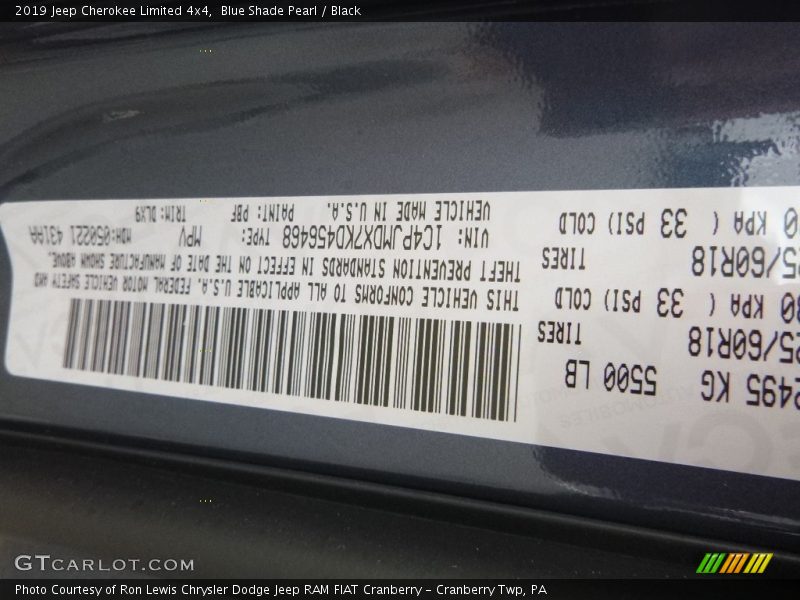 2019 Jeep Cherokee Limited 4x4, Blue Shade Pearl / Black
2495 KG 5500 LB
25/60R18 TIRES
30 KPA ( 33 PSI) COLD
25/60R18 TIRES
30 KPA ( 33 PSI) COLD
THIS VEHICLE CONFORMS TO ALL APPLICABLE U.S.A. FEDERAL MOTOR VEHICLE SAFETY AND
THEFT PREVENTION STANDARDS IN EFFECT ON THE DATE OF MANUFACTURE SHOWN ABOVE.
VIN: 1C4PJMDX7KD456468 TYPE: MPV MDH:050221 431AA
VEHICLE MADE IN U.S.A. PAINT: PBF TRIM: DLX9
GTCARLOT.COM
Photo Courtesy of Ron Lewis Chrysler Dodge Jeep RAM FIAT Cranberry – Cranberry Twp, PA